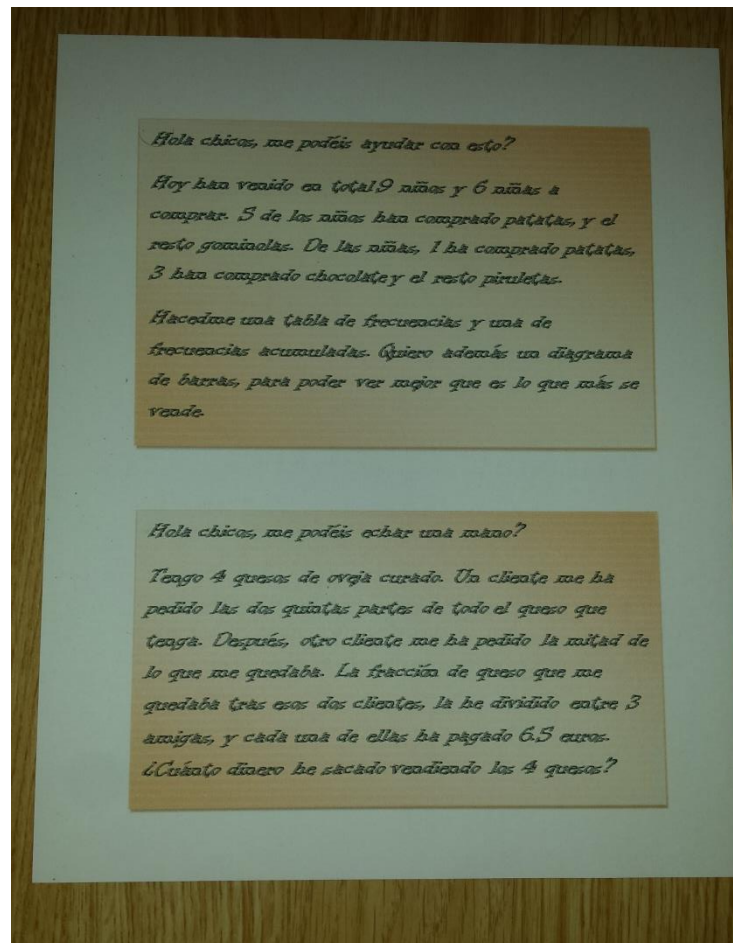 Hola chicos, me podéis ayudar con esto?
Hoy han venido en total 9 niños y 6 niñas a
comprar. 5 de los niños han comprado patatas, y el
resto gominolas. De las niñas, 1 ha comprado patatas,
3 han comprado chocolate y el resto piruletas.
Hacedme una tabla de frecuencias y una de
frecuencias acumuladas. Quiero además un diagrama
de barras, para poder ver mejor que es lo que más se
vende.
Hola chicos, me podéis echar una mano?
Tengo 4 quesos de oveja curado. Un cliente me ha
pedido las dos quintas partes de todo el queso que
tenga. Después, otro cliente me ha pedido la mitad de
lo que me quedaba. La fracción de queso que me
quedaba tras esos dos clientes, la he dividido entre 3
amigas, y cada una de ellas ha pagado 6.5 euros.
¿Cuánto dinero he sacado vendiendo los 4 quesos?